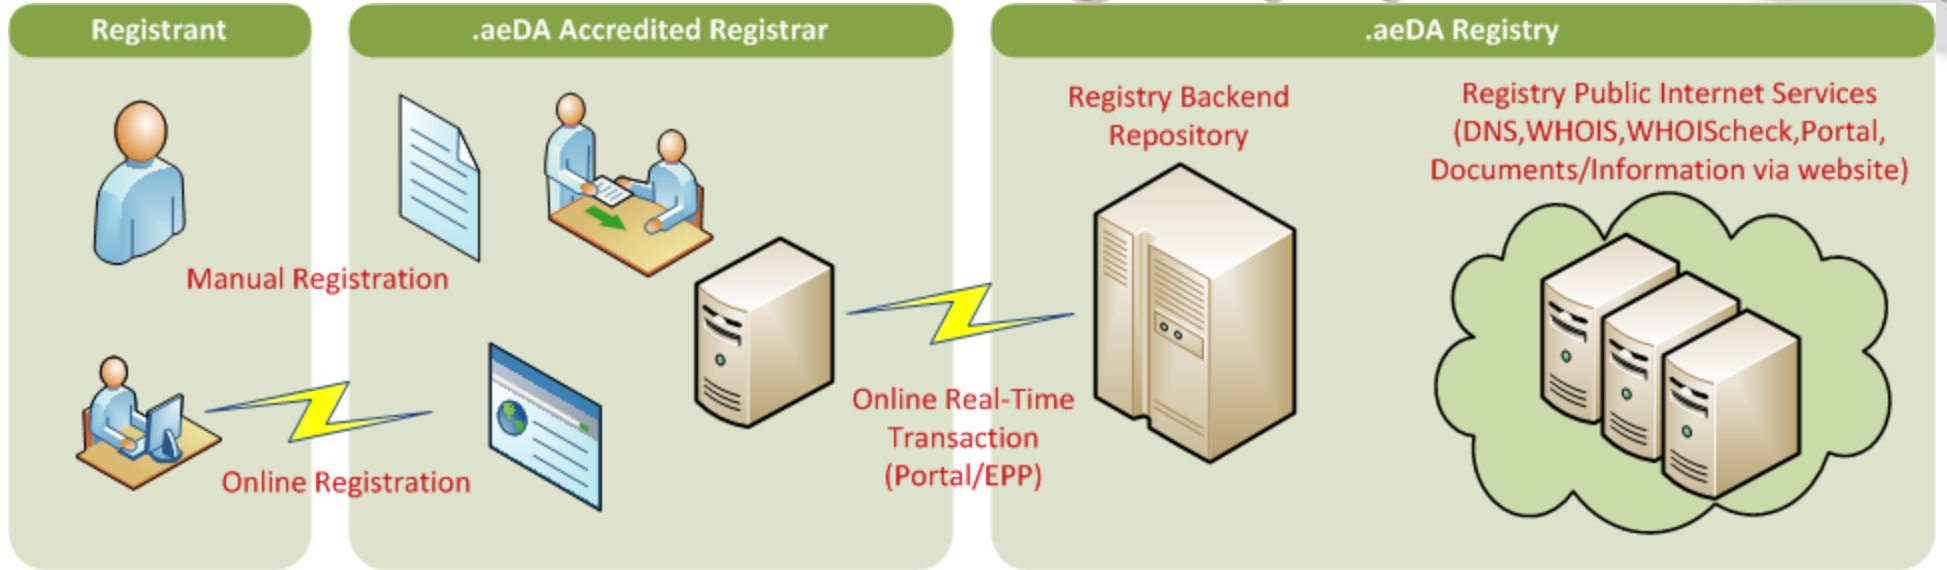 Registrant
.aeDA Accredited Registrar
.aeDA Registry
Manual Registration
Online Registration
Online Real-Time
Transaction
(Portal/EPP)
Registry Backend
Repository
Registry Public Internet Services
(DNS,WHOIS,WHOIScheck,Portal,
Documents/Information via website)